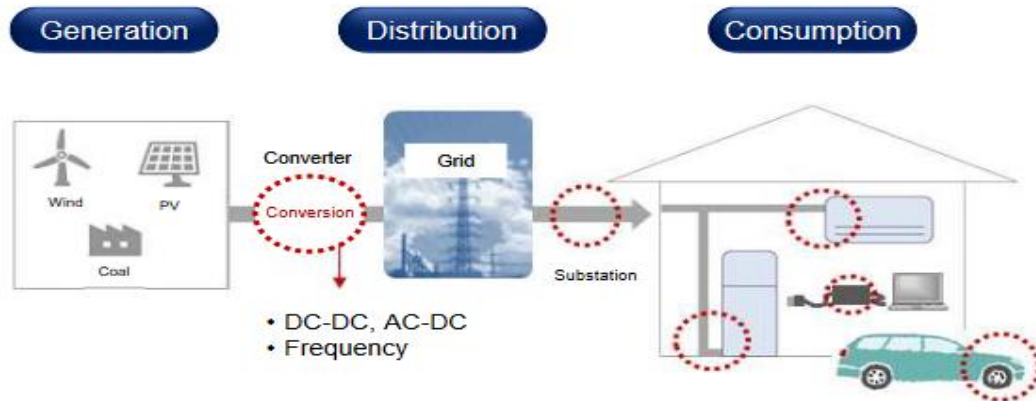 Generation
Distribution
Consumption
Wind
PV
Coal
Converter
Conversion
• DC-DC, AC-DC
• Frequency
Grid
Substation